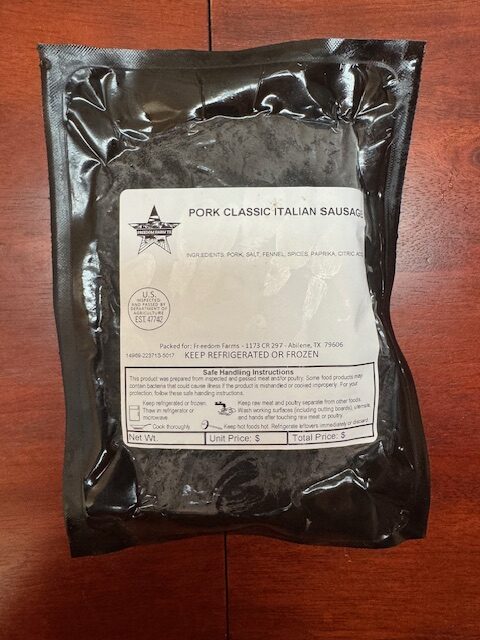 PORK CLASSIC ITALIAN SAUSAGE
FREEDOM FARM TX
INGREDIENTS: PORK, SALT, FENNEL, SPICES, PAPRIKA, CITRIC ACID
U.S.
INSPECTED
AND PASSED BY
DEPARTMENT OF
AGRICULTURE
EST. 47742
Packed for: Freedom Farms - 1173 CR 297 - Abilene, TX 79606
KEEP REFRIGERATED OR FROZEN
Safe Handling Instructions
This product was prepared from inspected and passed meat and/or poultry. Some food products may
contain bacteria that could cause illness if the product is mishandled or cooked improperly. For your
protection, follow these safe handling instructions.
Keep refrigerated or frozen.
Thaw in refrigerator or
microwave
Keep raw meat and poultry separate from other foods.
Wash working surfaces (including cutting boards), utensils,
and hands after touching raw meat or poultry.
Cook thoroughly
Keep hot foods hot. Refrigerate leftovers immediately or discard
Net Wt.
Unit Price: $
Total Price: $